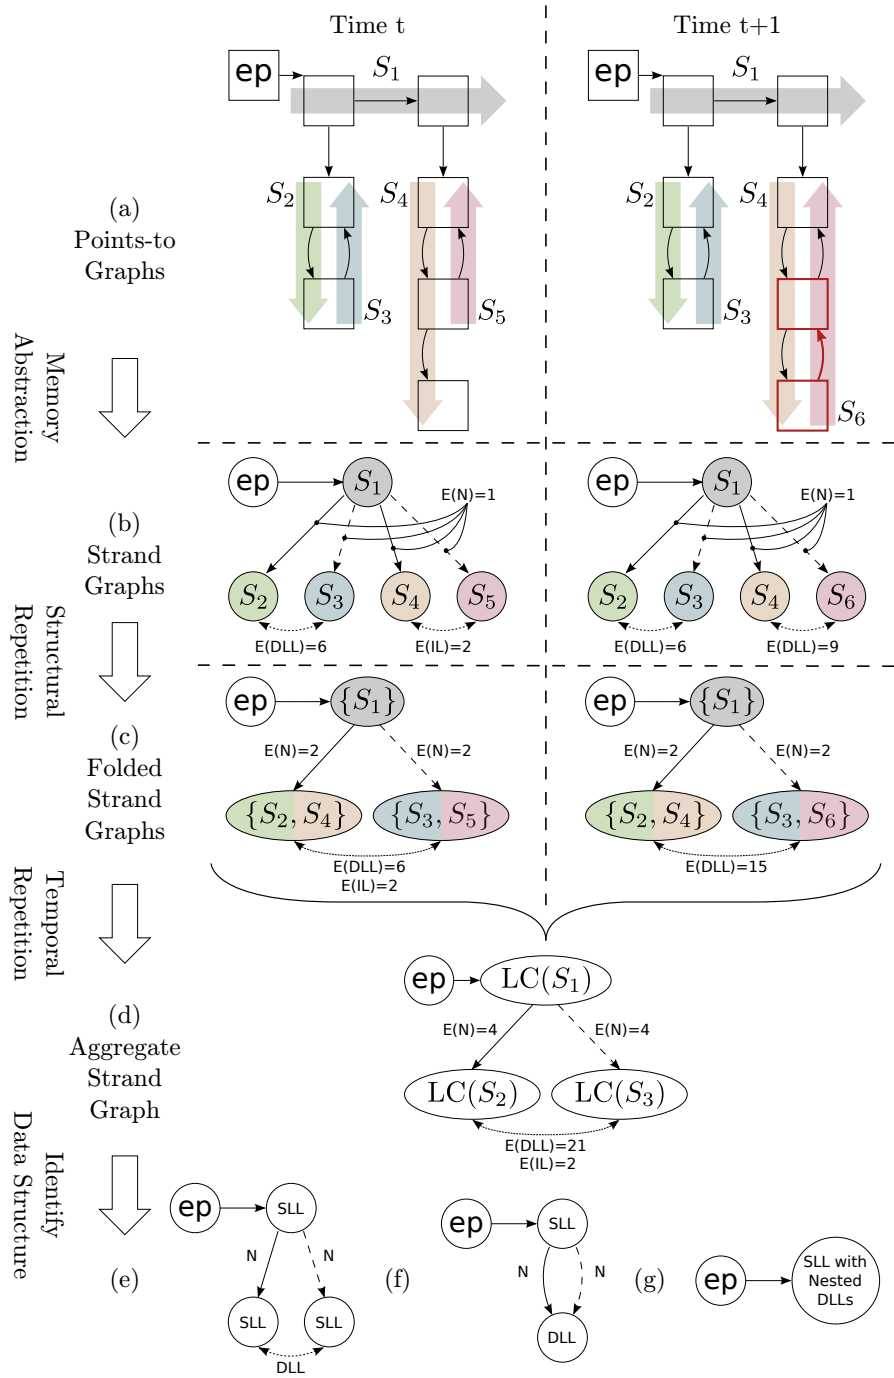 Time t
Time t+1
ep
S1
ep
S1
S2
S4
S2
S4
(a)
Points-to
Graphs
S3
S5
S3
S6
Memory
Abstraction
ep
S1
E(N)=1
ep
S1
E(N)=1
(b)
Strand
Graphs
S2
S3
S4
S5
S2
S3
S4
S6
E(DLL)=6
E(IL)=2
E(DLL)=6
E(DLL)=9
Structural
Repetition
ep
{S1}
ep
{S1}
(c)
Folded
Strand
Graphs
E(N)=2
E(N)=2
E(N)=2
E(N)=2
{S2, S4}
{S3, S5}
{S2, S4}
{S3, S6}
E(DLL)=6
E(IL)=2
E(DLL)=15
Temporal
Repetition
ep
LC(S1)
(d)
Aggregate
Strand
Graph
E(N)=4
E(N)=4
LC(S2)
LC(S3)
E(DLL)=21
E(IL)=2
Identify
Data Structure
ep
SLL
N
N
(e)
SLL
SLL
DLL
ep
SLL
(f)
N
N
DLL
(g)
ep
SLL with
Nested
DLLs